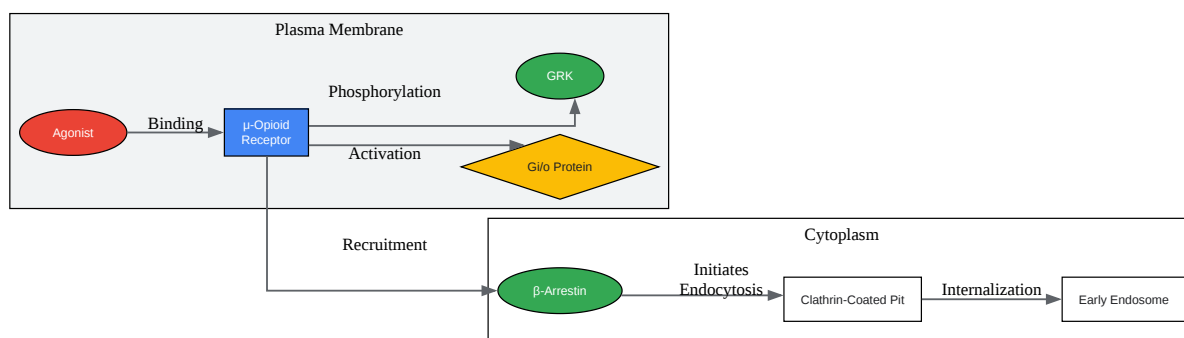 Plasma Membrane
GRK
Phosphorylation
Agonist
Binding
μ-Opioid
Receptor
Activation
Gi/o Protein
Recruitment
Cytoplasm
β-Arrestin
Initiates
Endocytosis
Clathrin-Coated Pit
Internalization
Early Endosome